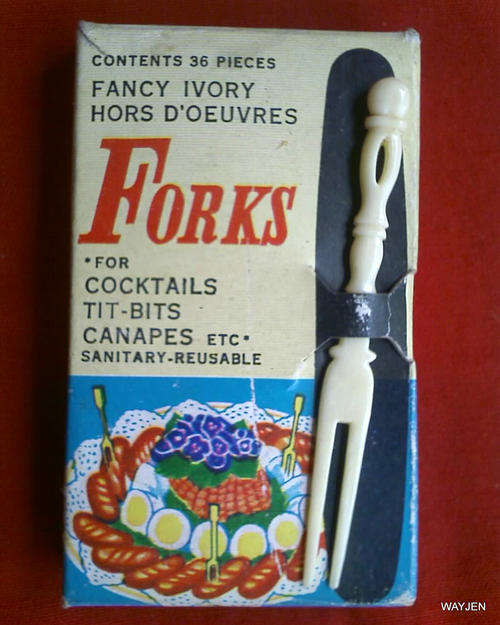 CONTENTS 36 PIECES
FANCY IVORY
HORS D'OEUVRES
FORKS
*FOR
COCKTAILS
TIT-BITS
CANAPES ETC*
SANITARY-REUSABLE
WAYJEN